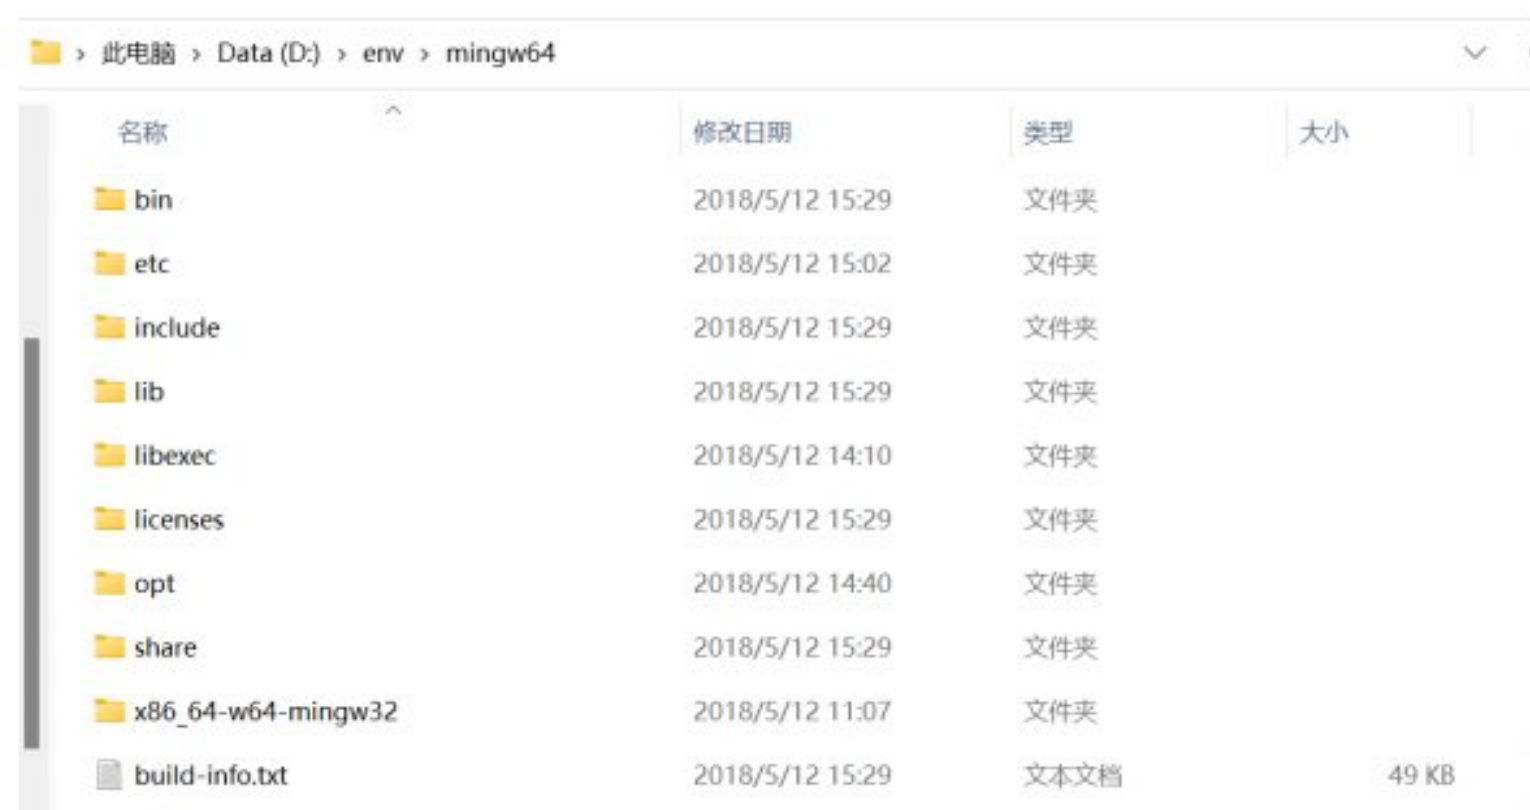 此电脑 > Data (D:) > env > mingw64
名称 修改日期 类型 大小
bin 2018/5/12 15:29 文件夹
etc 2018/5/12 15:02 文件夹
include 2018/5/12 15:29 文件夹
lib 2018/5/12 15:29 文件夹
libexec 2018/5/12 14:10 文件夹
licenses 2018/5/12 15:29 文件夹
opt 2018/5/12 14:40 文件夹
share 2018/5/12 15:29 文件夹
x86_64-w64-mingw32 2018/5/12 11:07 文件夹
build-info.txt 2018/5/12 15:29 文本文档 49 KB